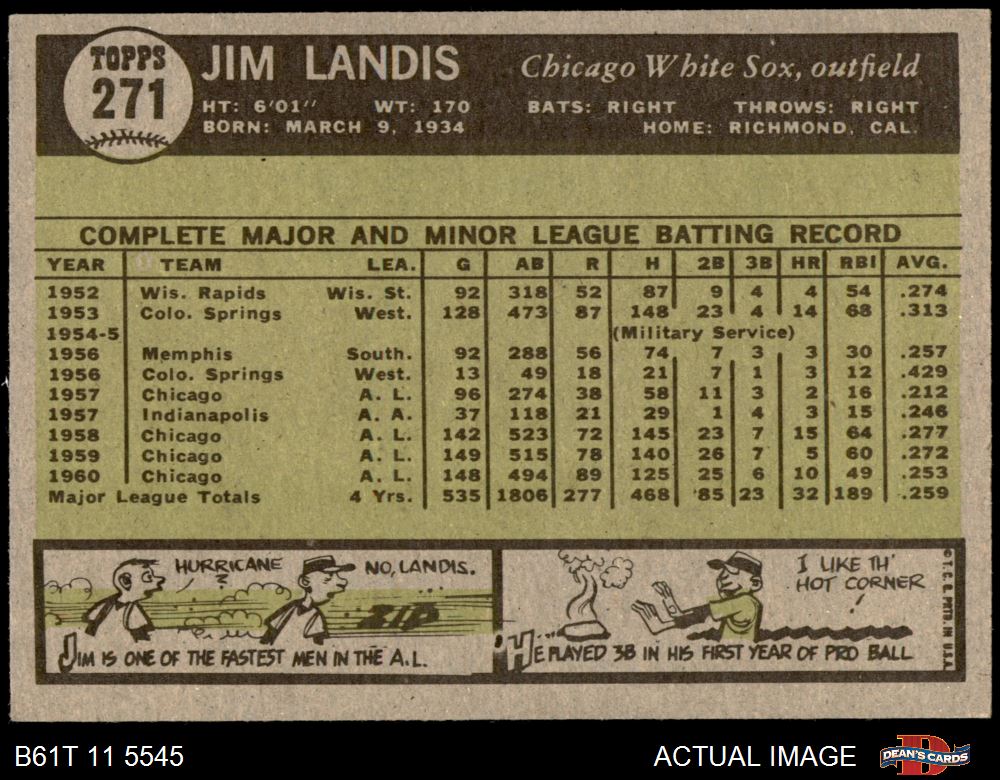 TOPPS
271
JIM LANDIS
Chicago White Sox, outfield
HT: 6'01" WT: 170 BATS: RIGHT THROWS: RIGHT
BORN: MARCH 9, 1934 HOME: RICHMOND, CAL.
COMPLETE MAJOR AND MINOR LEAGUE BATTING RECORD
YEAR TEAM LEA. G AB R H 2B 3B HR RBI AVG.
1952 Wis. Rapids Wis. St. 92 318 52 87 9 4 4 54 .274
1953 Colo. Springs West. 128 473 87 148 23 4 14 68 .313
1954-5 (Military Service)
1956 Memphis South. 92 288 56 74 7 3 3 30 .257
1956 Colo. Springs West. 13 49 18 21 7 1 3 12 .429
1957 Chicago A. L. 96 274 38 58 11 3 2 16 .212
1957 Indianapolis A. A. 37 118 21 29 1 4 3 15 .246
1958 Chicago A. L. 142 523 72 145 23 7 15 64 .277
1959 Chicago A. L. 149 515 78 140 26 7 5 60 .272
1960 Chicago A. L. 148 494 89 125 25 6 10 49 .253
Major League Totals 4 Yrs. 535 1806 277 468 85 23 32 189 .259
HURRICANE
?
NO, LANDIS.
ZIP
JIM IS ONE OF THE FASTEST MEN IN THE A.L.
I LIKE TH'
HOT CORNER
!
HE PLAYED 3B IN HIS FIRST YEAR OF PRO BALL
© T. C. G. PRTD. IN U.S.A.
B61T 11 5545
ACTUAL IMAGE
DEAN'S CARDS